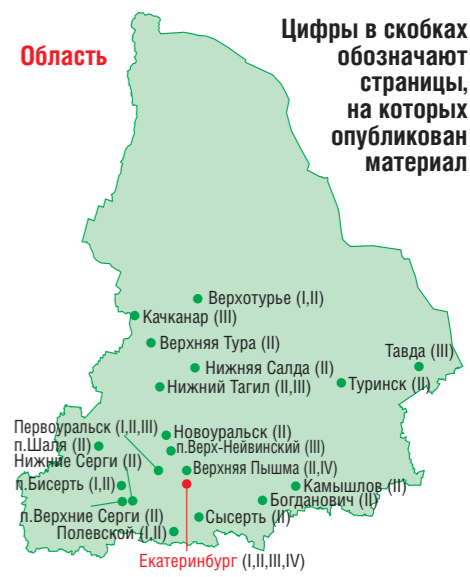 Область
Цифры в скобках
обозначают
страницы,
на которых
опубликован
материал
Верхотурье (I,II)
Качканар (III)
Верхняя Тура (II)
Тавда (III)
Нижняя Салда (II)
Нижний Тагил (II,III)
Туринск (II)
Первоуральск (I,II,III)
Новоуральск (II)
п.Шаля (II)
п.Верх-Нейвинский (III)
Нижние Серги (II)
Верхняя Пышма (II,IV)
п.Бисерть (I,II)
Камышлов (II)
Богданович (II)
п.Верхние Серги (II)
Сысерть (II)
Полевской (I,II)
Екатеринбург (I,II,III,IV)